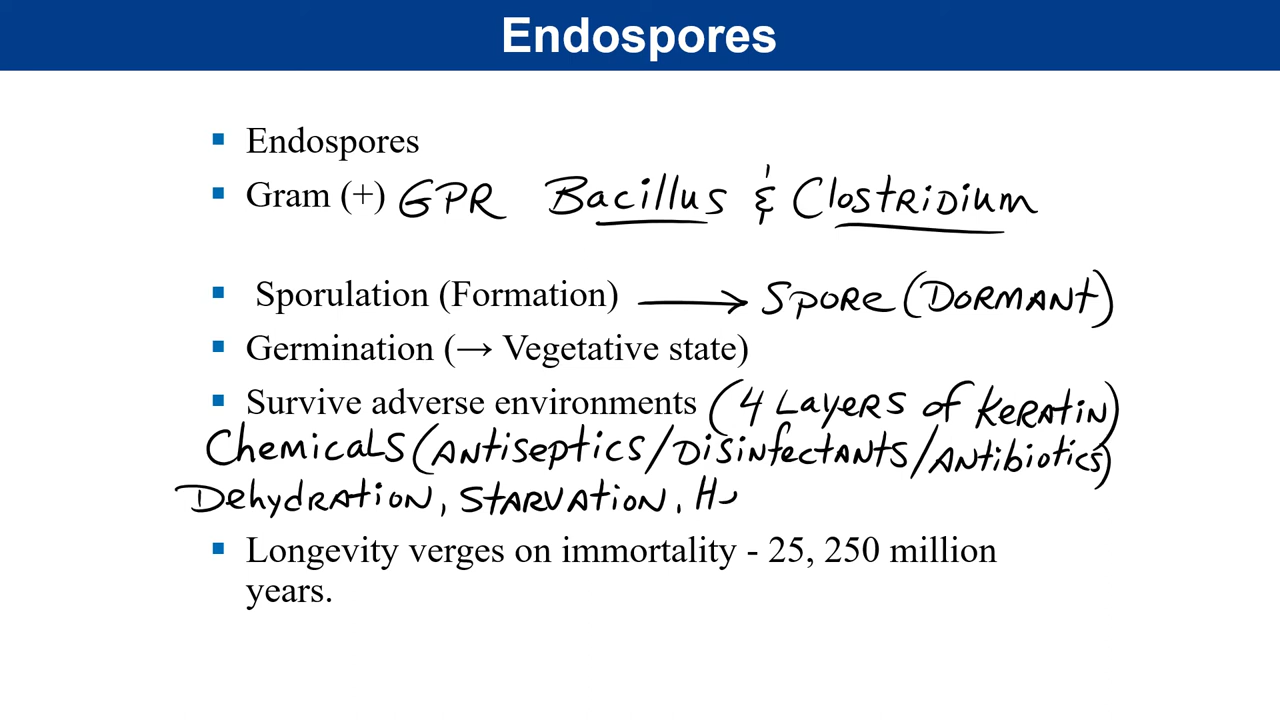 Endospores
Endospores
Gram (+) GPR Bacillus & Clostridium
Sporulation (Formation) → Spore (Dormant)
Germination (→ Vegetative state)
Survive adverse environments (4 Layers of Keratin)
Chemicals (Antiseptics/Disinfectants/Antibiotics)
Dehydration, Starvation,
Longevity verges on immortality - 25, 250 million
years.